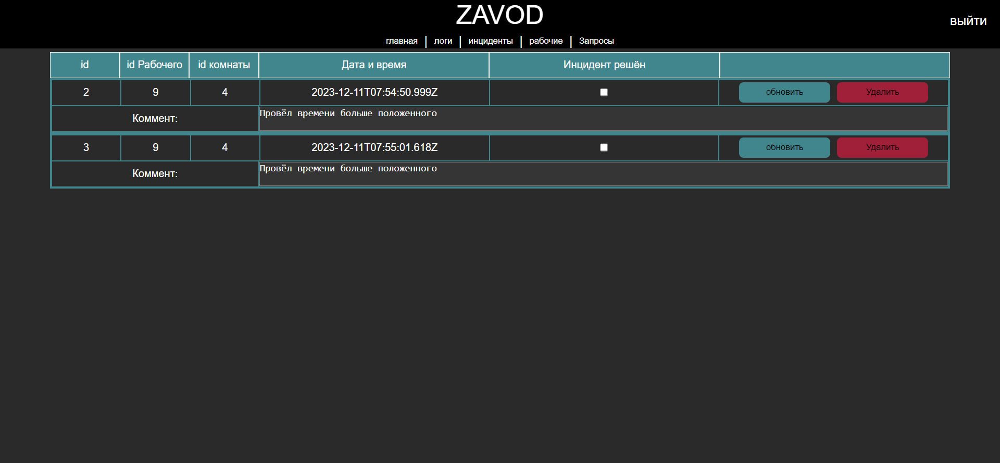 ZAVOD
ВЫЙТИ
главная | логи | инциденты | рабочие | Запросы
id id Рабочего id комнаты Дата и время Инцидент решён
2 9 4 2023-12-11T07:54:50.999Z обновить Удалить
Коммент: Провёл времени больше положенного
3 9 4 2023-12-11T07:55:01.618Z обновить Удалить
Коммент: Провёл времени больше положенного